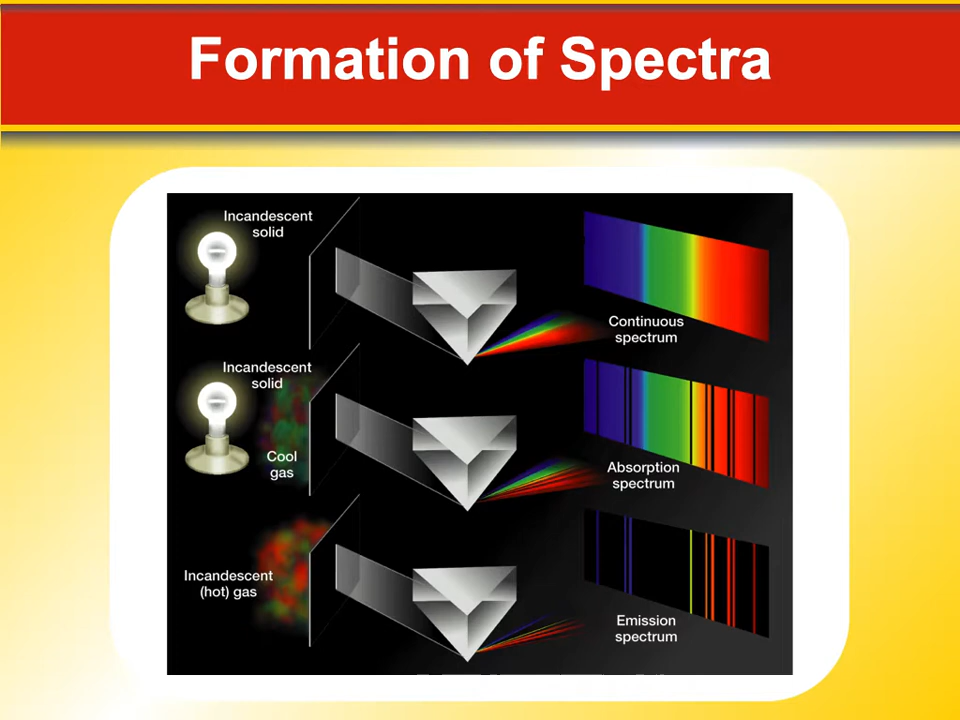 Formation of Spectra
Incandescent
solid
Continuous
spectrum
Incandescent
solid
Cool
gas
Absorption
spectrum
Incandescent
(hot) gas
Emission
spectrum